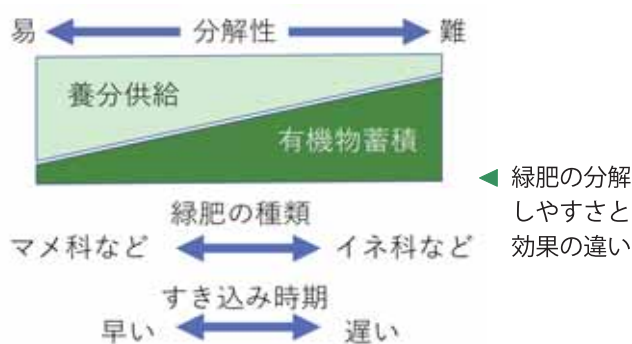 易 分解性 難
養分供給
有機物蓄積
緑肥の種類
マメ科など イネ科など
すき込み時期
早い 遅い
◀ 緑肥の分解
しやすさと
効果の違い